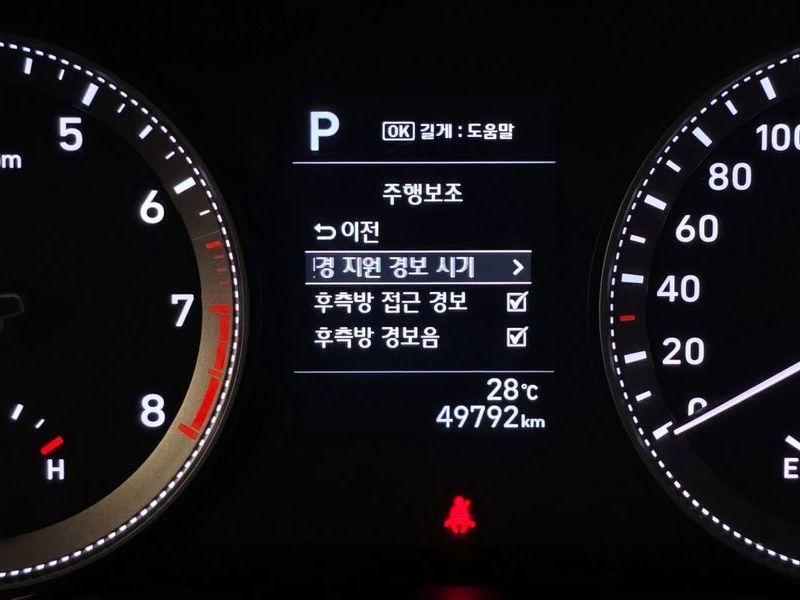 5
6
7
8
H
P
OK 길게 : 도움말
주행보조
이전
경 지원 경보 시기
후측방 접근 경보
후측방 경보음
28℃
49792km
100
80
60
40
20
0
E